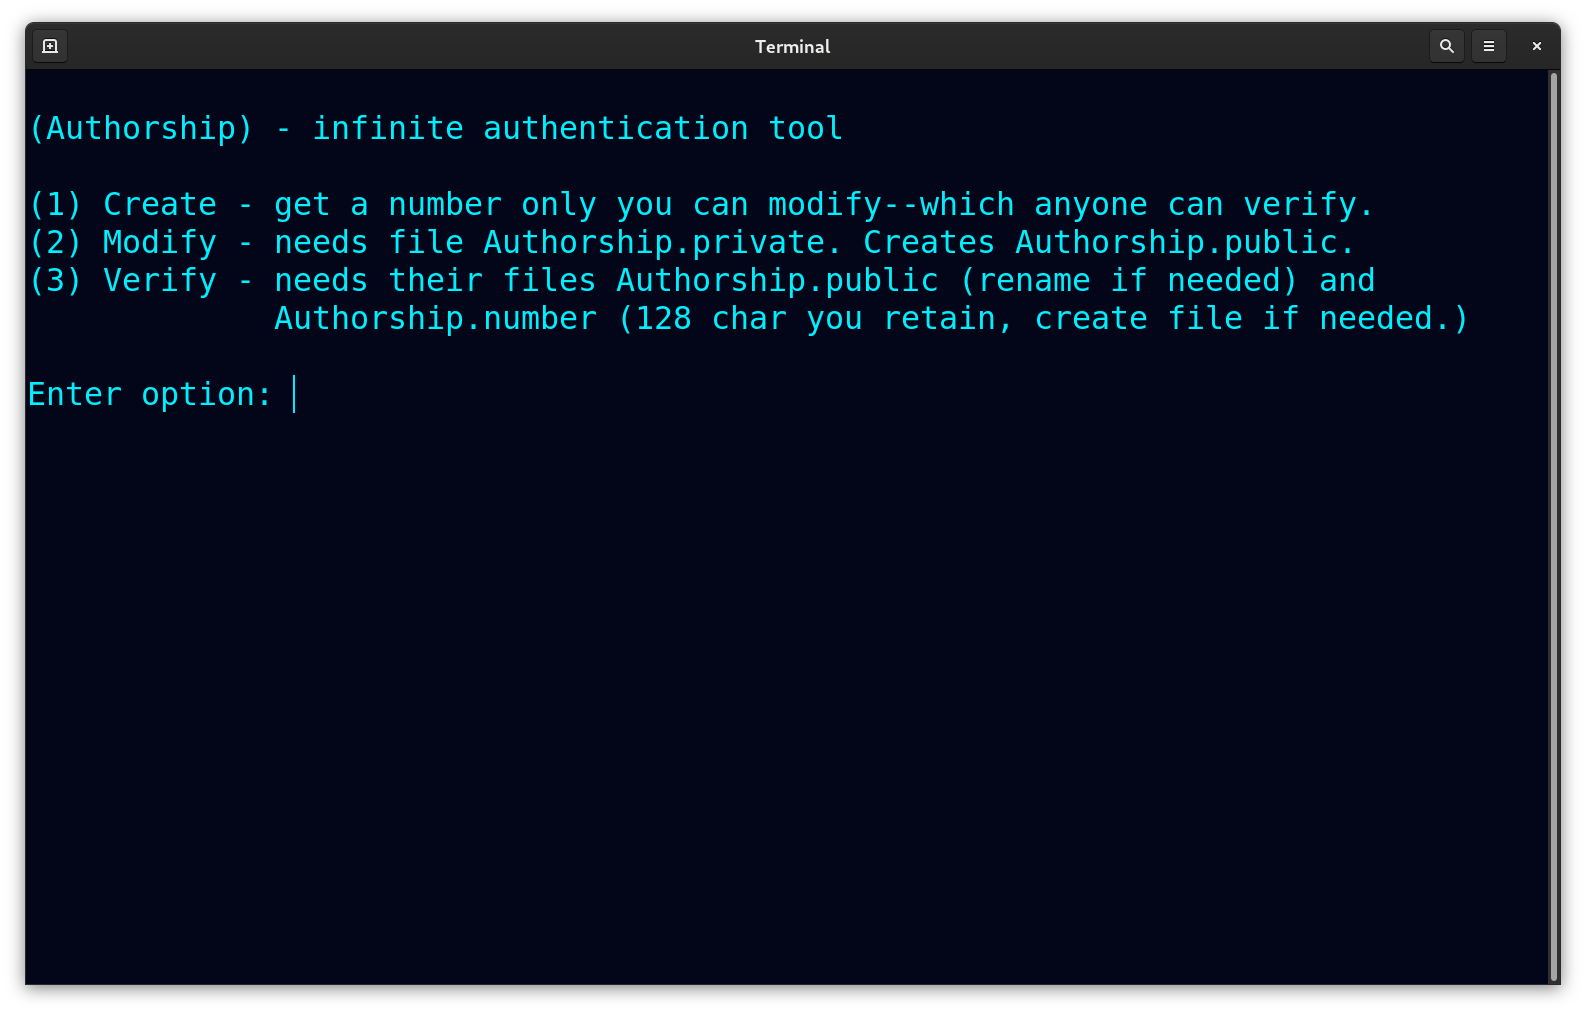 Terminal
(Authorship) - infinite authentication tool
(1) Create - get a number only you can modify--which anyone can verify.
(2) Modify - needs file Authorship.private. Creates Authorship.public.
(3) Verify - needs their files Authorship.public (rename if needed) and
Authorship.number (128 char you retain, create file if needed.)
Enter option: